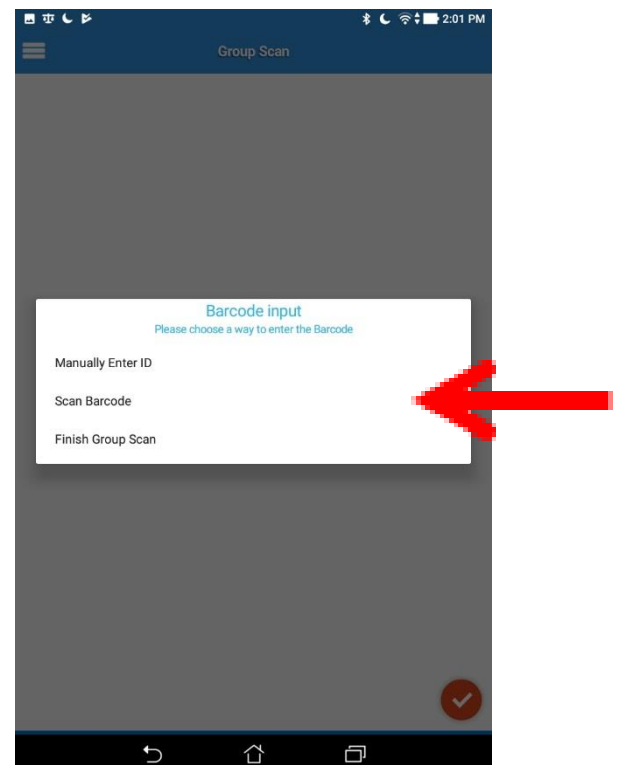 2:01 PM
Group Scan
Barcode input
Please choose a way to enter the Barcode
Manually Enter ID
Scan Barcode
Finish Group Scan